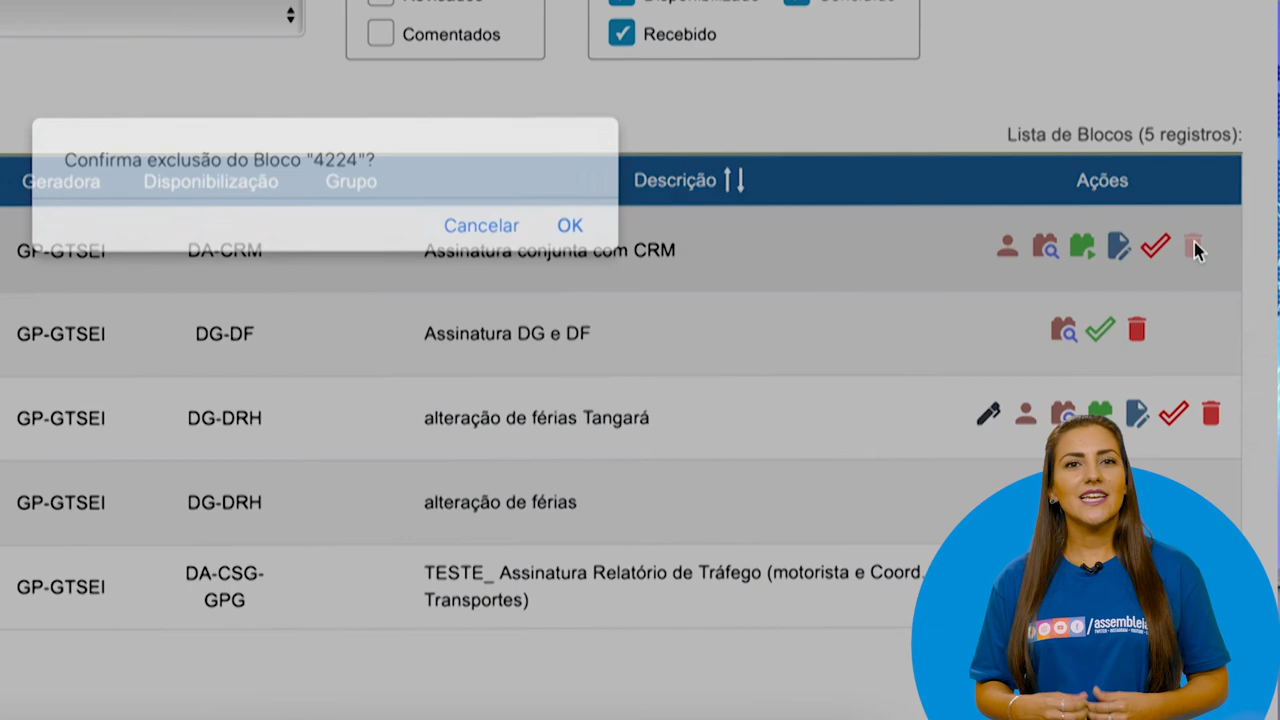 Comentados
Recebido
Lista de Blocos (5 registros):
Confirma exclusão do Bloco "4224"?
Cancelar OK
Geradora Disponibilização Grupo Descrição Ações
GP-GTSEI DA-CRM Assinatura conjunta com CRM
GP-GTSEI DG-DF Assinatura DG e DF
GP-GTSEI DG-DRH alteração de férias Tangará
GP-GTSEI DG-DRH alteração de férias
GP-GTSEI DA-CSG-
GPG TESTE_ Assinatura Relatório de Tráfego (motorista e Coord.
Transportes)